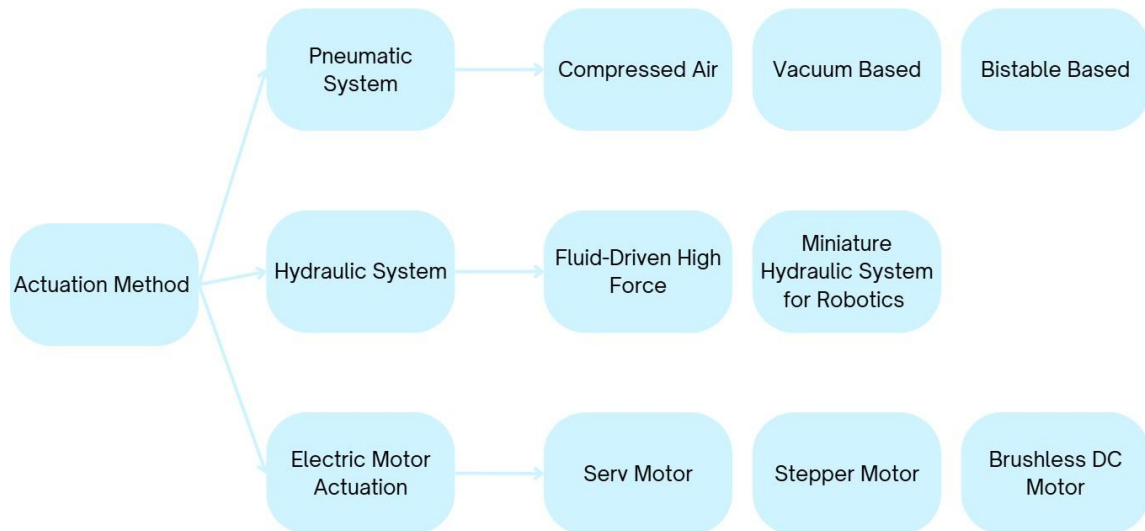 Pneumatic
System
Compressed Air
Vacuum Based
Bistable Based
Actuation Method
Hydraulic System
Fluid-Driven High
Force
Miniature
Hydraulic System
for Robotics
Electric Motor
Actuation
Serv Motor
Stepper Motor
Brushless DC
Motor